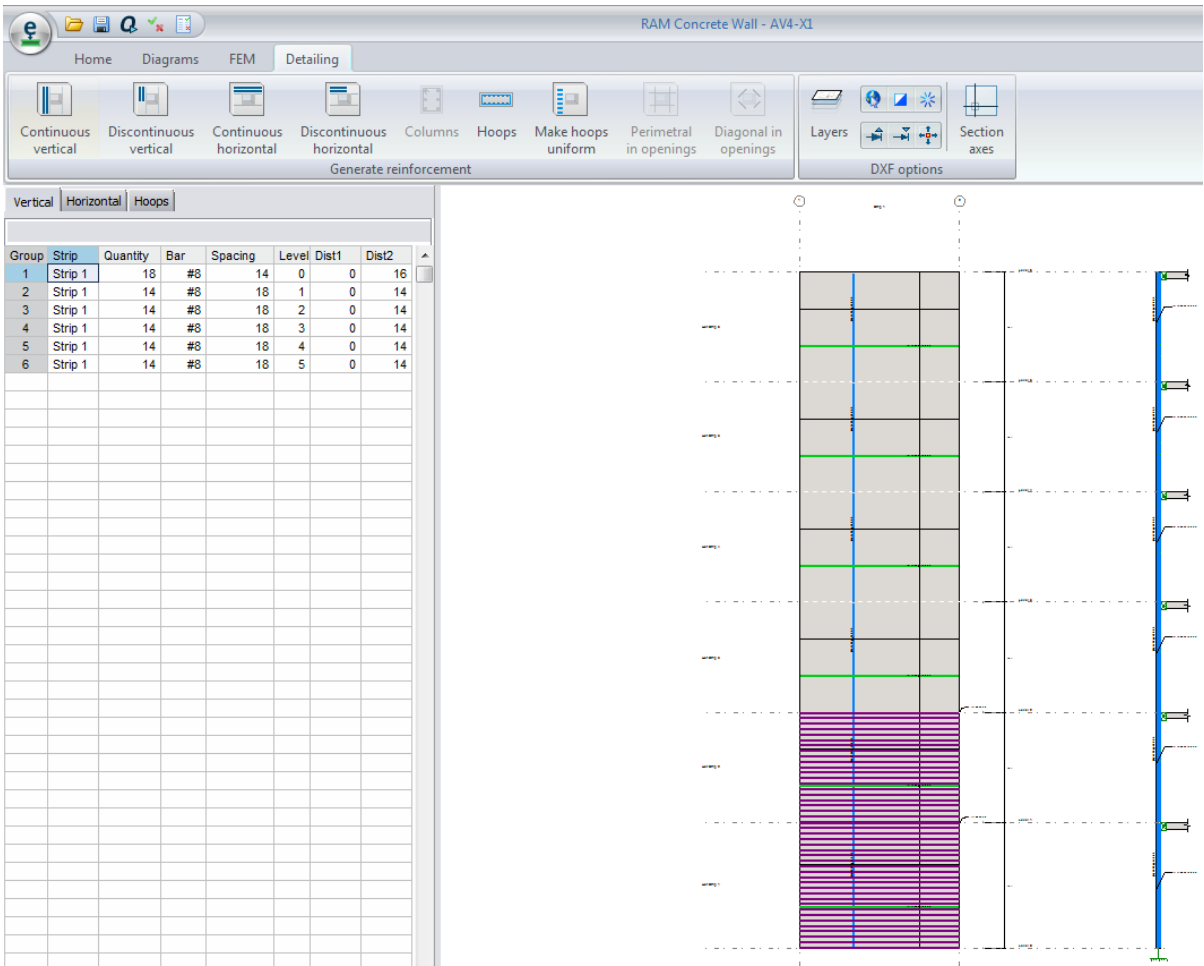 RAM Concrete Wall - AV4-X1
Home Diagrams FEM Detailing
Continuous vertical
Discontinuous vertical
Continuous horizontal
Discontinuous horizontal
Columns
Hoops
Make hoops uniform
Perimetral in openings
Diagonal in openings
Layers
Section axes
Generate reinforcement
DXF options
Vertical Horizontal Hoops
Group Strip Quantity Bar Spacing Level Dist1 Dist2
1 Strip 1 18 #8 14 0 0 16
2 Strip 1 14 #8 18 1 0 14
3 Strip 1 14 #8 18 2 0 14
4 Strip 1 14 #8 18 3 0 14
5 Strip 1 14 #8 18 4 0 14
6 Strip 1 14 #8 18 5 0 14